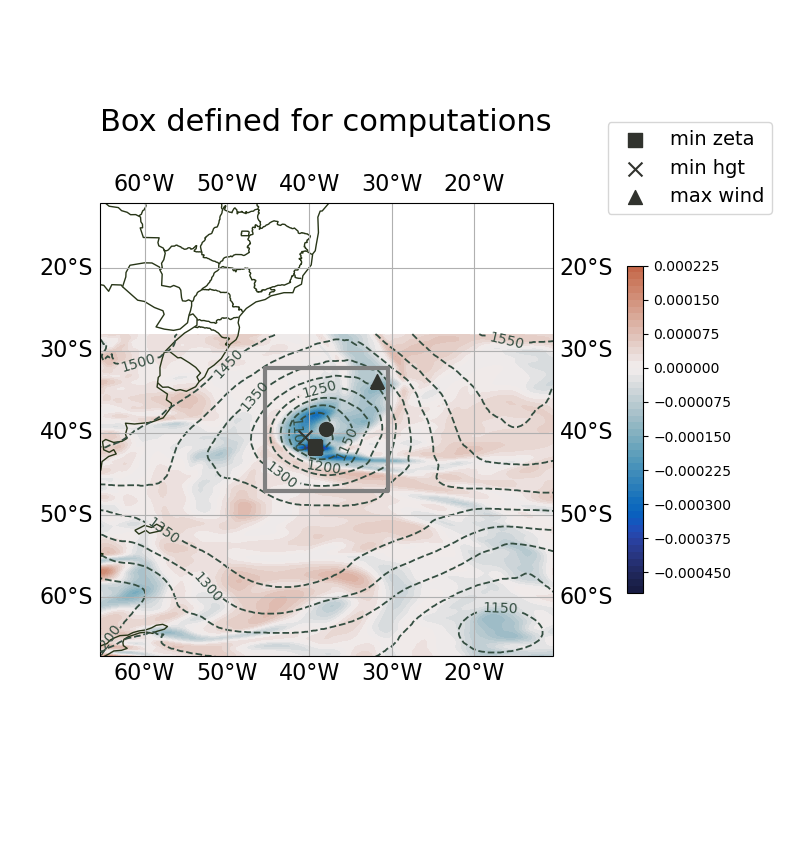 Box defined for computations
min zeta
min hgt
max wind
60°W 50°W 40°W 30°W 20°W
20°S 20°S
30°S 30°S
40°S 40°S
50°S 50°S
60°S 60°S
1550
1500
1450
1350
1250
150
1200
1300
1250
1300
1150
60°W 50°W 40°W 30°W 20°W
0.000225
0.000150
0.000075
0.000000
−0.000075
−0.000150
−0.000225
−0.000300
−0.000375
−0.000450